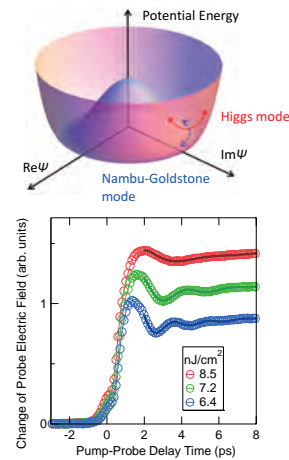 Potential Energy
Higgs mode
ReΨ
ImΨ
Nambu-Goldstone
mode
Change of Probe Electric Field (arb. units)
1
0
nJ/cm²
8.5
7.2
6.4
-2 0 2 4 6 8
Pump-Probe Delay Time (ps)